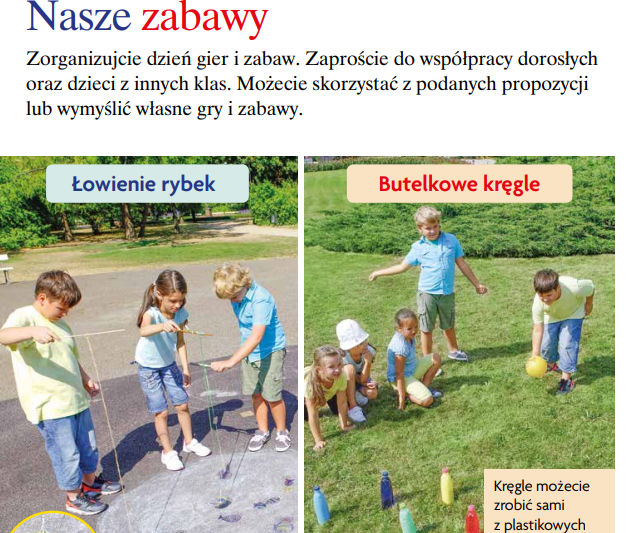 Nasze zabawy
Zorganizujcie dzień gier i zabaw. Zaproście do współpracy dorosłych
oraz dzieci z innych klas. Możecie skorzystać z podanych propozycji
lub wymyślić własne gry i zabawy.
Łowienie rybek
Butelkowe kręgle
Kręgle możecie
zrobić sami
z plastikowych